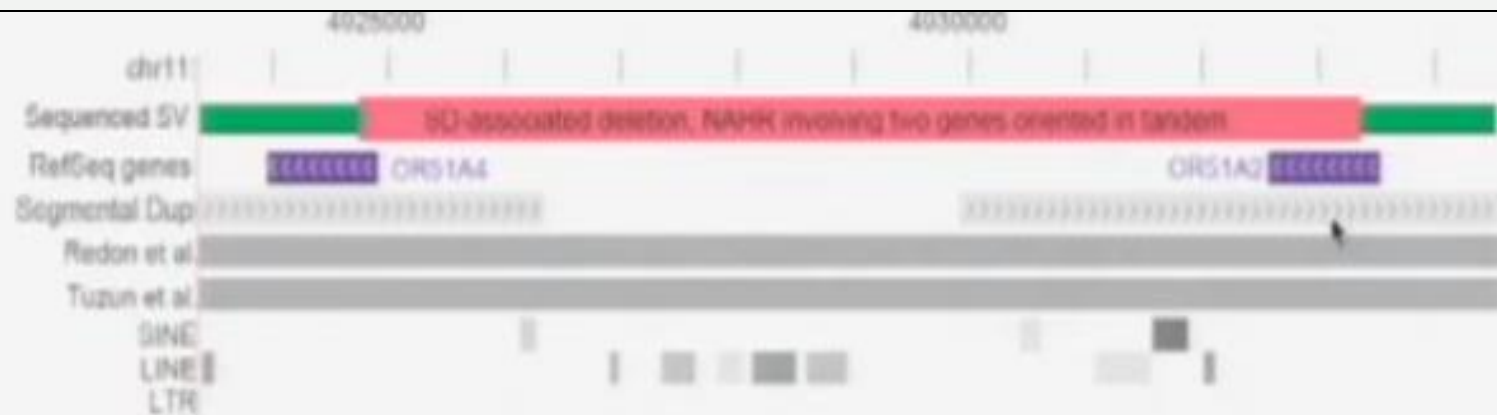 4925000 4930000
chr11
Sequenced SV SD-associated deletion, NAHR involving two genes oriented in tandem
RefSeq genes OR51A4 OR51A2
Segmental Dup
Redon et al.
Tuzun et al.
SINE
LINE
LTR